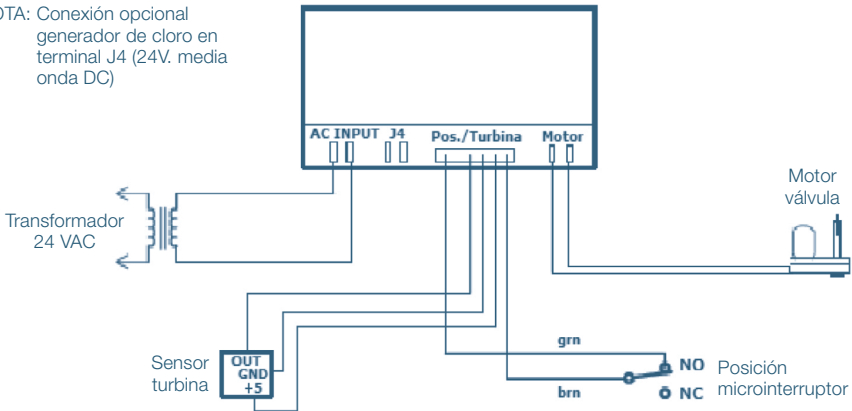 OTA: Conexión opcional
generador de cloro en
terminal J4 (24V. media
onda DC)
AC INPUT J4 Pos./Turbina Motor
Motor
válvula
Transformador
24 VAC
Sensor
turbina
OUT
GND
+5
grn
brn
NO
NC
Posición
microinterruptor